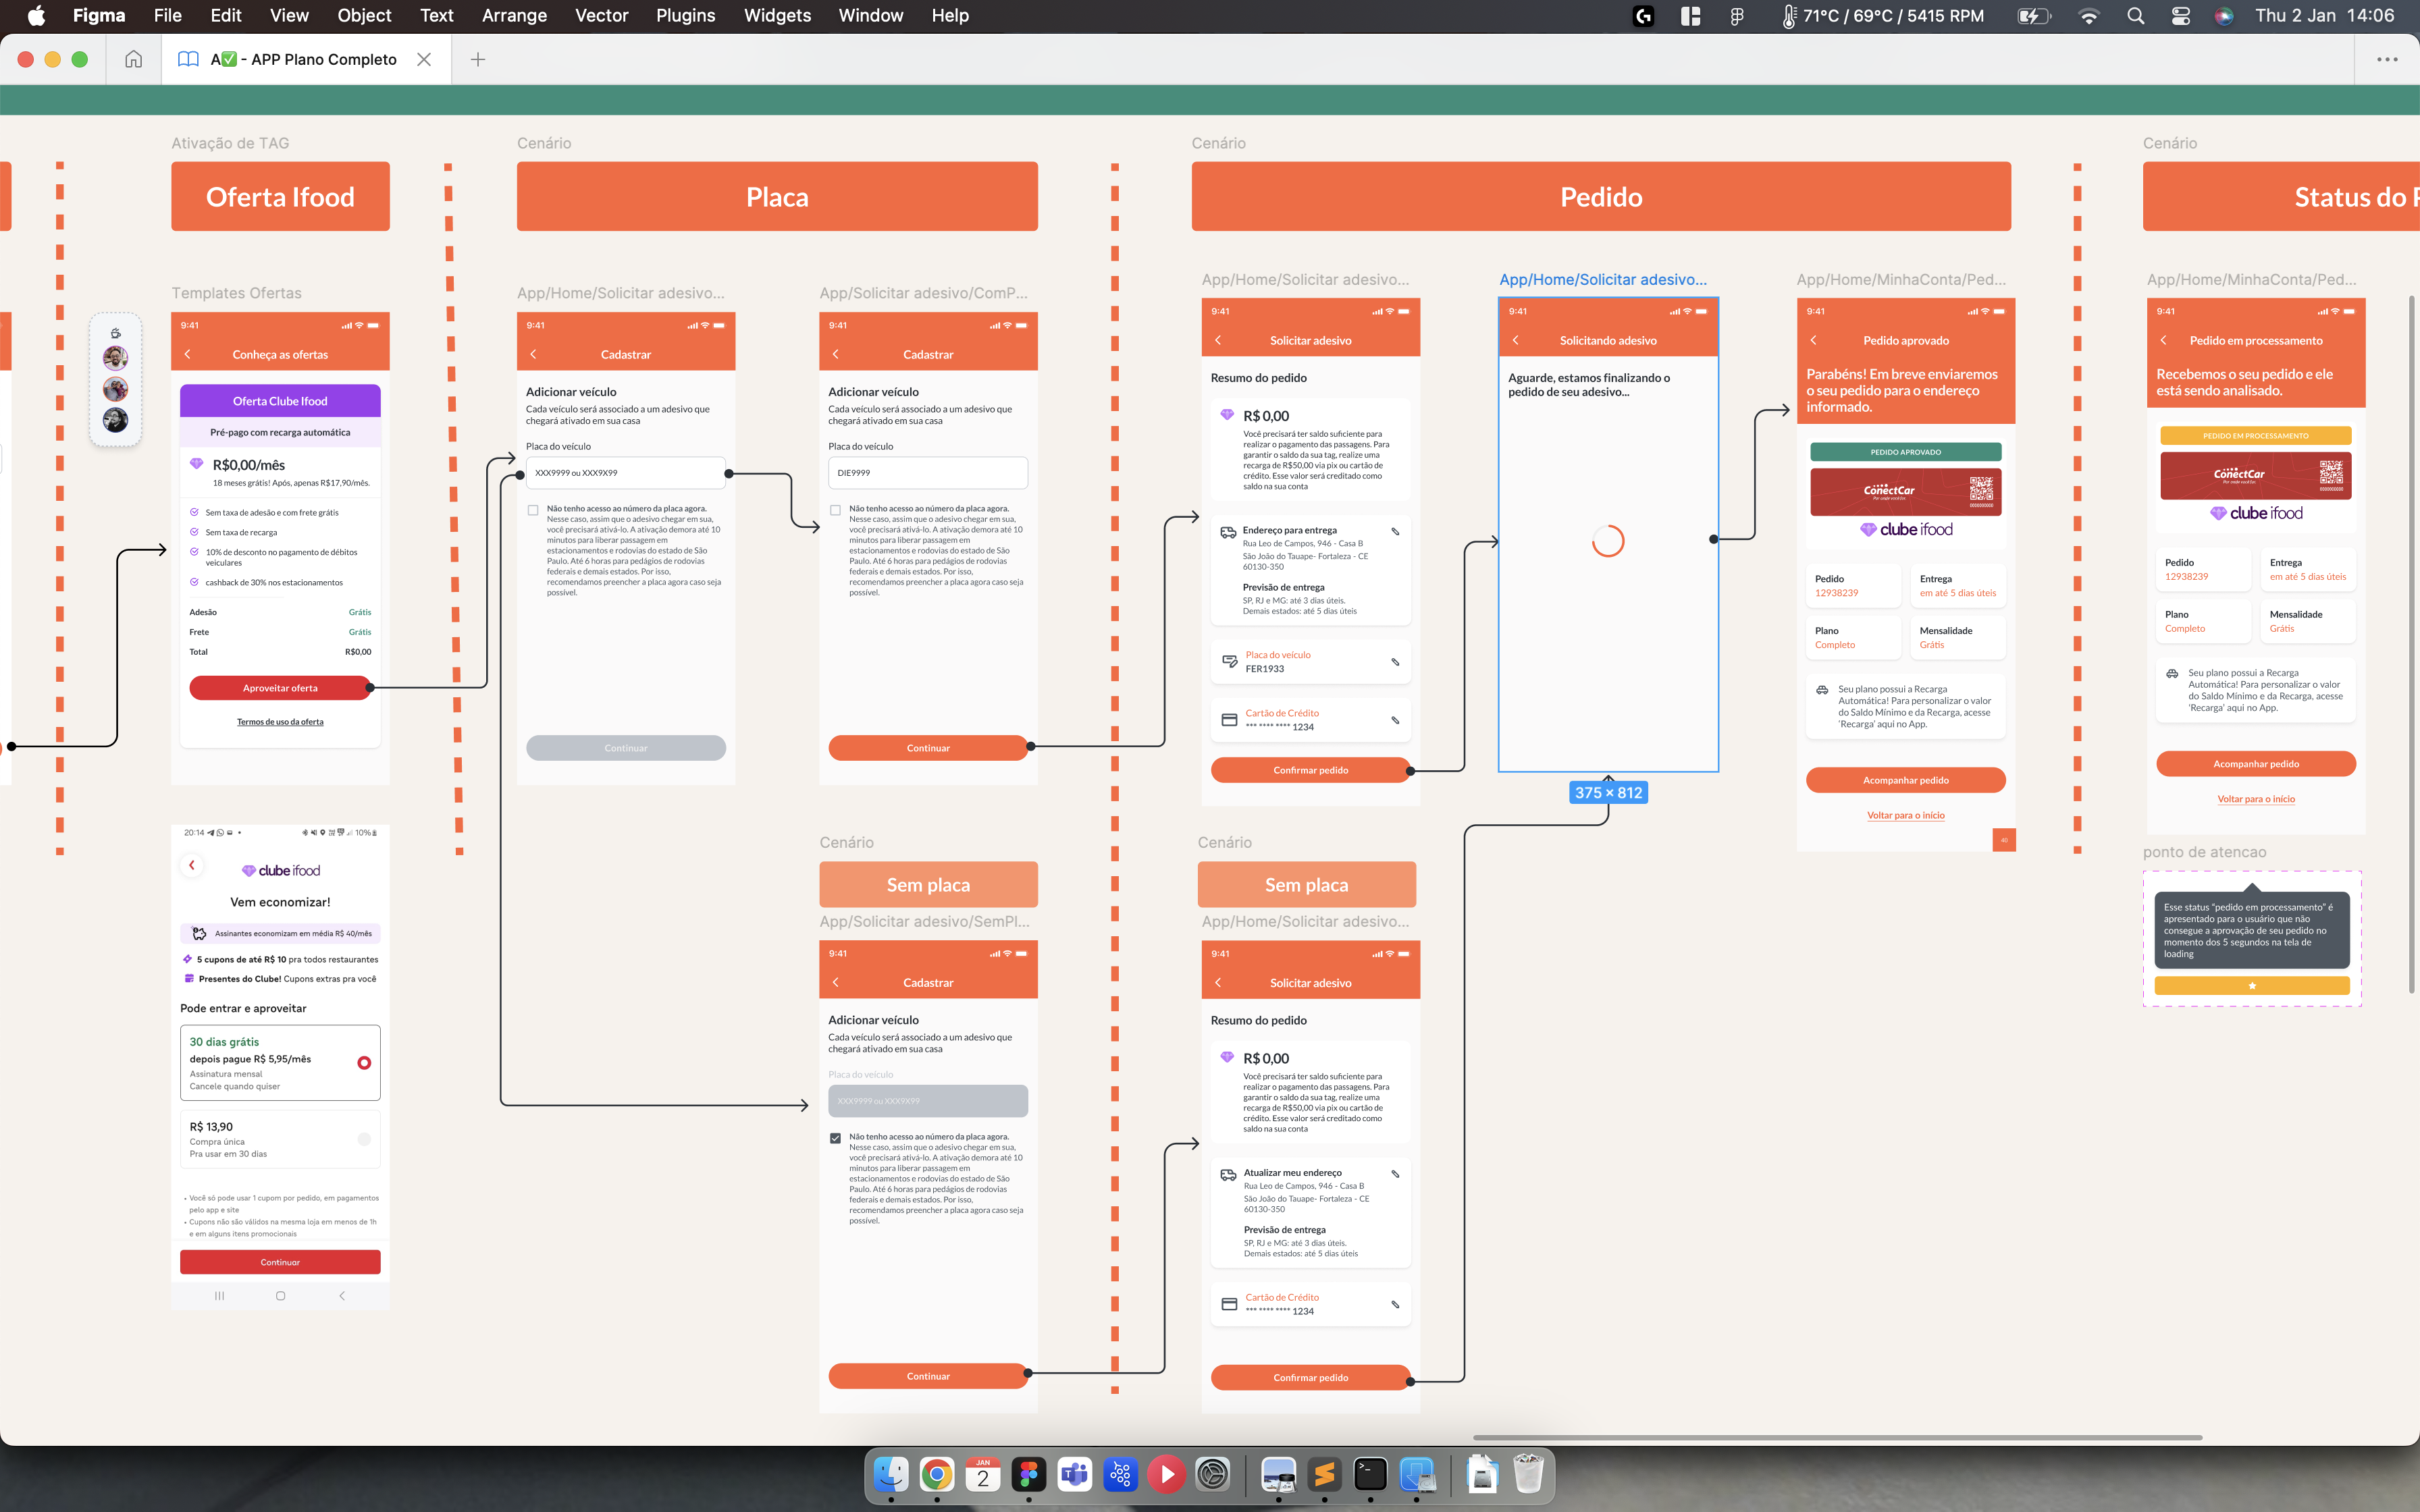 Figma File Edit View Object Text Arrange Vector Plugins Widgets Window Help
71°C / 69°C / 5415 RPM
Thu 2 Jan 14:06
A✅ - APP Plano Completo
Ativação de TAG
Oferta Ifood
Templates Ofertas
9:41
Conheça as ofertas
Oferta Clube Ifood
Pré-pago com recarga automática
R$0,00/mês
18 meses grátis! Após, apenas R$17,90/mês.
Sem taxa de adesão e com frete grátis
Sem taxa de recarga
10% de desconto no pagamento de débitos
veiculares
cashback de 30% nos estacionamentos
Adesão Grátis
Frete Grátis
Total R$0,00
Aproveitar oferta
Termos de uso da oferta
20:14
10%
clube ifood
Vem economizar!
Assinantes economizam em média R$ 40/mês
5 cupons de até R$ 10 pra todos restaurantes
Presentes do Clube! Cupons extras pra você
Pode entrar e aproveitar
30 dias grátis
depois pague R$ 5,95/mês
Assinatura mensal
Cancele quando quiser
R$ 13,90
Compra única
Pra usar em 30 dias
• Você só pode usar 1 cupom por pedido, em pagamentos
pelo app e site
• Cupons não são válidos na mesma loja em menos de 1h
e em alguns itens promocionais
Continuar
Cenário
Placa
App/Home/Solicitar adesivo...
9:41
Cadastrar
Adicionar veículo
Cada veículo será associado a um adesivo que
chegará ativado em sua casa
Placa do veículo
XXX9999 ou XXX9X99
Não tenho acesso ao número da placa agora.
Nesse caso, assim que o adesivo chegar em sua,
você precisará ativá-lo. A ativação demora até 10
minutos para liberar passagem em
estacionamentos e rodovias do estado de São
Paulo. Até 6 horas para pedágios de rodovias
federais e demais estados. Por isso,
recomendamos preencher a placa agora caso seja
possível.
Continuar
App/Solicitar adesivo/ComP...
9:41
Cadastrar
Adicionar veículo
Cada veículo será associado a um adesivo que
chegará ativado em sua casa
Placa do veículo
DIE9999
Não tenho acesso ao número da placa agora.
Nesse caso, assim que o adesivo chegar em sua,
você precisará ativá-lo. A ativação demora até 10
minutos para liberar passagem em
estacionamentos e rodovias do estado de São
Paulo. Até 6 horas para pedágios de rodovias
federais e demais estados. Por isso,
recomendamos preencher a placa agora caso seja
possível.
Continuar
Cenário
Sem placa
App/Solicitar adesivo/SemPl...
9:41
Cadastrar
Adicionar veículo
Cada veículo será associado a um adesivo que
chegará ativado em sua casa
Placa do veículo
XXX9999 ou XXX9X99
Não tenho acesso ao número da placa agora.
Nesse caso, assim que o adesivo chegar em sua,
você precisará ativá-lo. A ativação demora até 10
minutos para liberar passagem em
estacionamentos e rodovias do estado de São
Paulo. Até 6 horas para pedágios de rodovias
federais e demais estados. Por isso,
recomendamos preencher a placa agora caso seja
possível.
Continuar
Cenário
Pedido
App/Home/Solicitar adesivo...
9:41
Solicitar adesivo
Resumo do pedido
R$ 0,00
Você precisará ter saldo suficiente para
realizar o pagamento das passagens. Para
garantir o saldo da sua tag, realize uma
recarga de R$50,00 via pix ou cartão de
crédito. Esse valor será creditado como
saldo na sua conta
Endereço para entrega
Rua Leo de Campos, 946 - Casa B
São João do Tauape- Fortaleza - CE
60130-350
Previsão de entrega
SP, RJ e MG: até 3 dias úteis.
Demais estados: até 5 dias úteis
Placa do veículo
FER1933
Cartão de Crédito
*** **** **** 1234
Confirmar pedido
App/Home/Solicitar adesivo...
9:41
Solicitando adesivo
Aguarde, estamos finalizando o
pedido de seu adesivo...
375 × 812
App/Home/MinhaConta/Ped...
9:41
Pedido aprovado
Parabéns! Em breve enviaremos
o seu pedido para o endereço
informado.
PEDIDO APROVADO
ConectCar
clube ifood
Pedido
12938239
Entrega
em até 5 dias úteis
Plano
Completo
Mensalidade
Grátis
Seu plano possui a Recarga
Automática! Para personalizar o valor
do Saldo Mínimo e da Recarga, acesse
'Recarga' aqui no App.
Acompanhar pedido
Voltar para o início
Cenário
Sem placa
App/Home/Solicitar adesivo...
9:41
Solicitar adesivo
Resumo do pedido
R$ 0,00
Você precisará ter saldo suficiente para
realizar o pagamento das passagens. Para
garantir o saldo da sua tag, realize uma
recarga de R$50,00 via pix ou cartão de
crédito. Esse valor será creditado como
saldo na sua conta
Atualizar meu endereço
Rua Leo de Campos, 946 - Casa B
São João do Tauape- Fortaleza - CE
60130-350
Previsão de entrega
SP, RJ e MG: até 3 dias úteis.
Demais estados: até 5 dias úteis
Cartão de Crédito
*** **** **** 1234
Confirmar pedido
Cenário
Status do
App/Home/MinhaConta/Ped...
9:41
Pedido em processamento
Recebemos o seu pedido e ele
está sendo analisado.
PEDIDO EM PROCESSAMENTO
ConectCar
clube ifood
Pedido
12938239
Entrega
em até 5 dias úteis
Plano
Completo
Mensalidade
Grátis
Seu plano possui a Recarga
Automática! Para personalizar o valor
do Saldo Mínimo e da Recarga, acesse
'Recarga' aqui no App.
Acompanhar pedido
Voltar para o início
ponto de atencao
Esse status "pedido em processamento" é
apresentado para o usuário que não
consegue a aprovação de seu pedido no
momento dos 5 segundos na tela de
loading
JAN
2